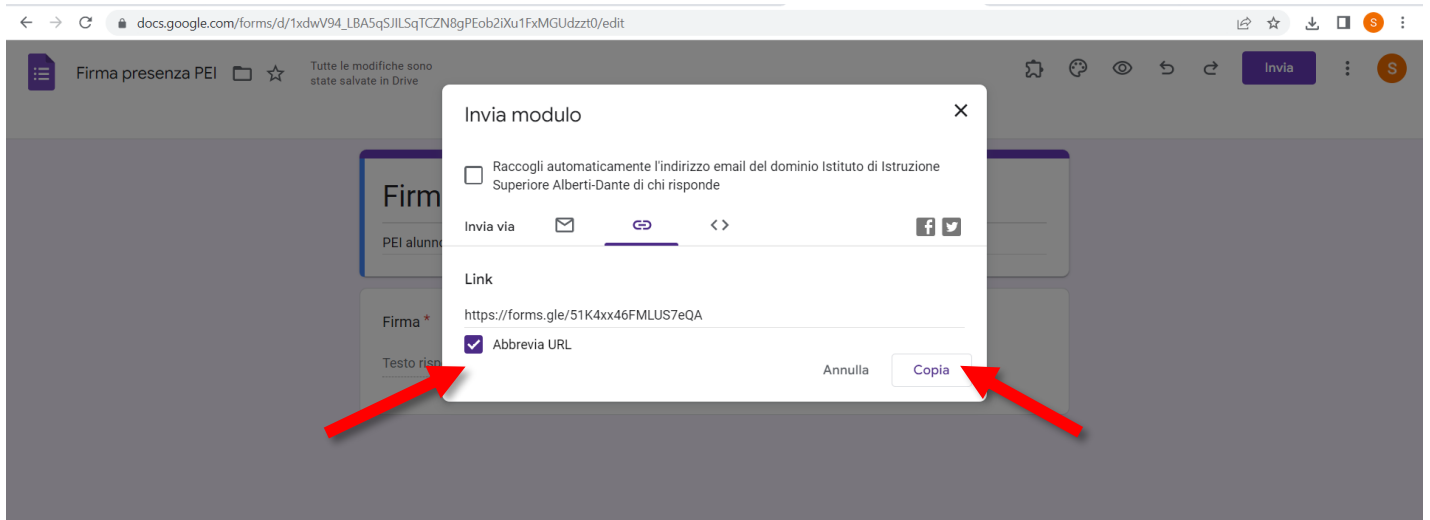 docs.google.com/forms/d/1xdwV94_LBA5qSJILSqTCZN8gPEob2iXu1FxMGUdzzt0/edit
S
Firma presenza PEI
Tutte le modifiche sono
state salvate in Drive
Invia
S
Invia modulo
Raccogli automaticamente l'indirizzo email del dominio Istituto di Istruzione
Superiore Alberti-Dante di chi risponde
Firm
Invia via
PEI alunno
Link
https://forms.gle/51K4xx46FMLUS7eQA
Firma *
Abbrevia URL
Testo risp
Annulla
Copia